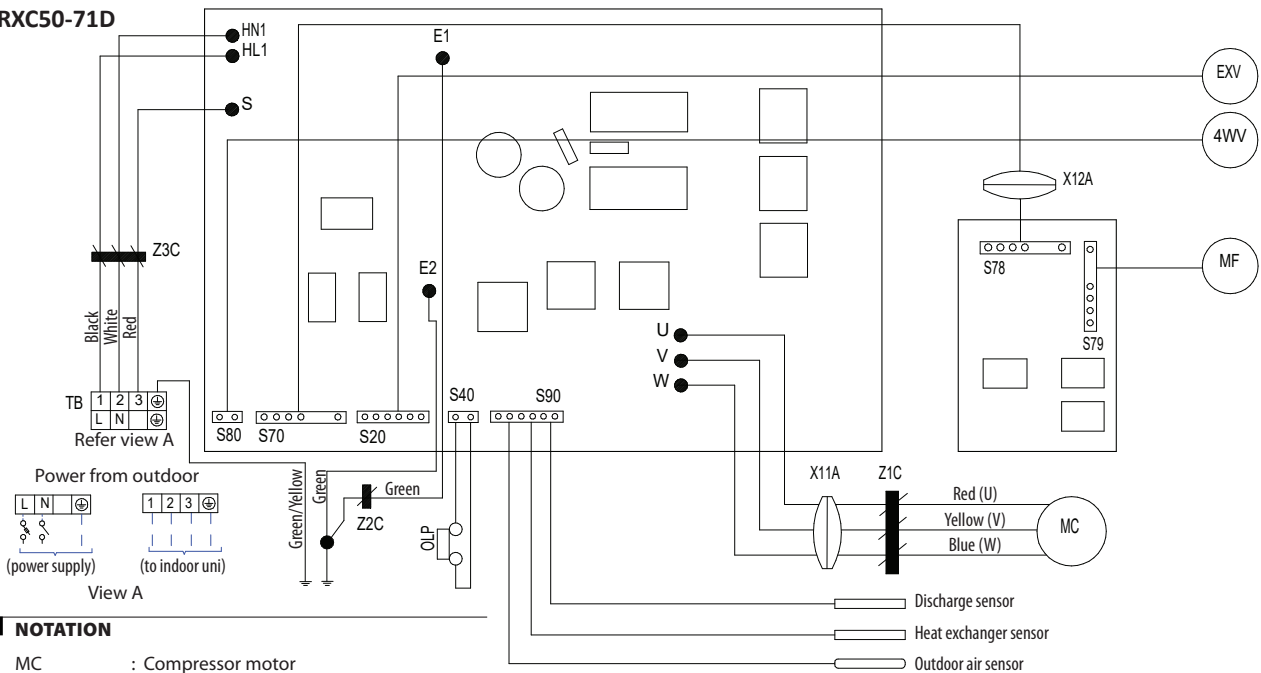 RXC50-71D
HN1
HL1
E1
S
EXV
4WV
X12A
Z3C
E2
S78
MF
S79
Black
White
Red
U
V
W
TB
1 2 3
L N
Refer view A
S80
S70
S20
S40
S90
Power from outdoor
L N
1 2 3
(power supply)
(to indoor uni)
View A
Green/Yellow
Green
Green
Z2C
OLP
X11A
Z1C
Red (U)
Yellow (V)
Blue (W)
MC
Discharge sensor
Heat exchanger sensor
Outdoor air sensor
NOTATION
MC : Compressor motor